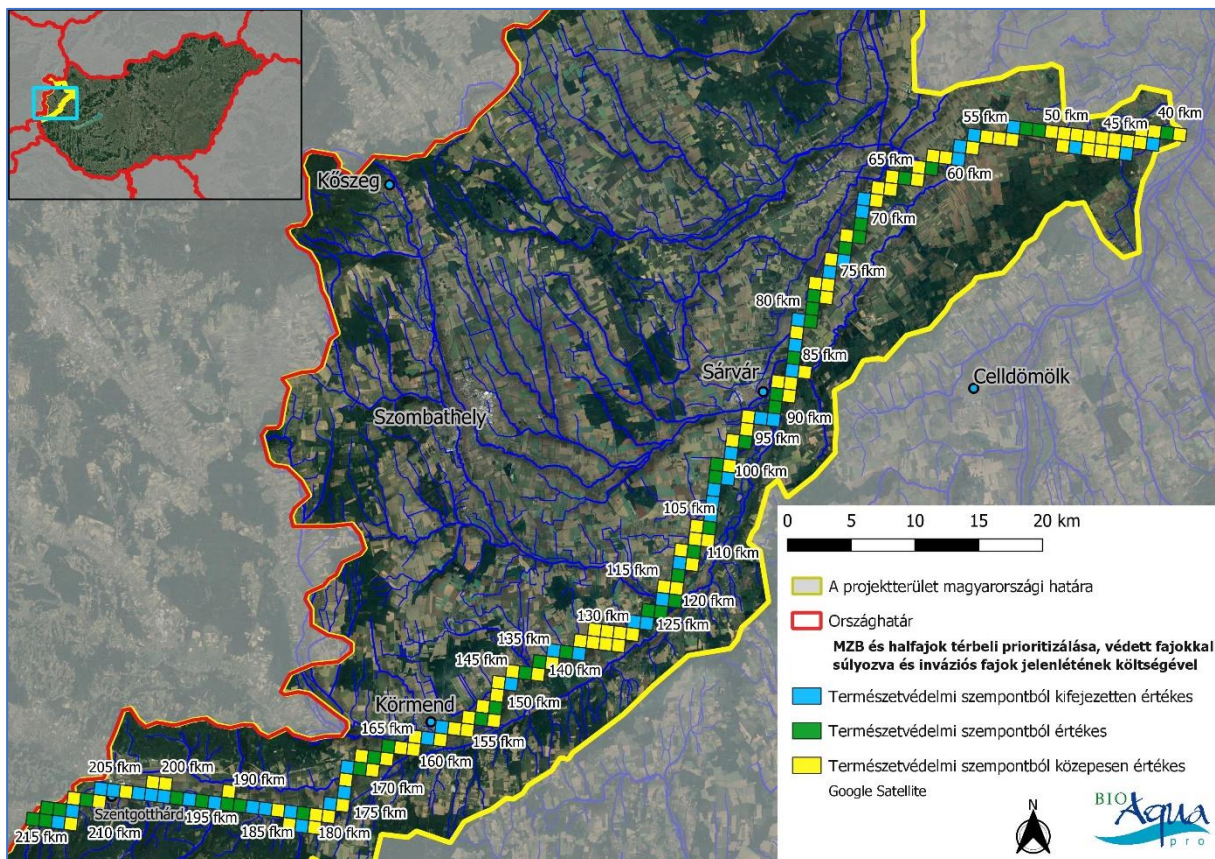 55 fkm
50 fkm
45 fkm
40 fkm
65 fkm
60 fkm
Kőszeg
70 fkm
75 fkm
80 fkm
85 fkm
Sárvár
Celldömölk
Szombathely
90 fkm
95 fkm
100 fkm
105 fkm
110 fkm
115 fkm
120 fkm
130 fkm
125 fkm
135 fkm
140 fkm
145 fkm
150 fkm
Körmend
155 fkm
165 fkm
160 fkm
170 fkm
175 fkm
205 fkm
200 fkm
190 fkm
Szentgotthárd
195 fkm
215 fkm
210 fkm
185 fkm
180 fkm
0 5 10 15 20 km
A projektterület magyarországi határa
Országhatár
MZB és halfajok térbeli prioritizálása, védett fajokkal
súlyozva és inváziós fajok jelenlétének költségével
Természetvédelmi szempontból kifejezetten értékes
Természetvédelmi szempontból értékes
Természetvédelmi szempontból közepesen értékes
Google Satellite
N
BIO
Aqua
pro